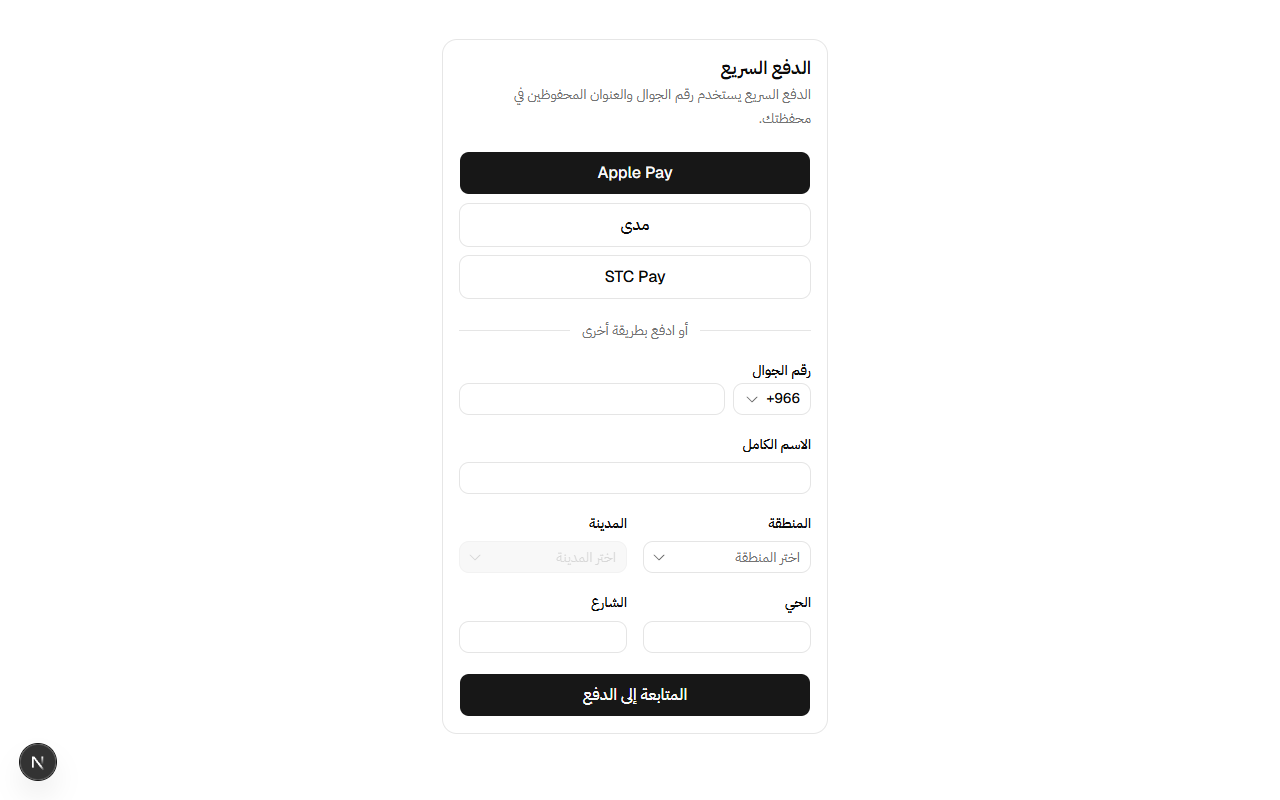 الدفع السريع
الدفع السريع يستخدم رقم الجوال والعنوان المحفوظين في
محفظتك.
Apple Pay
مدى
STC Pay
أو ادفع بطريقة أخرى
رقم الجوال
+966
الاسم الكامل
المنطقة
المدينة
اختر المنطقة
اختر المدينة
الحي
الشارع
المتابعة إلى الدفع
N